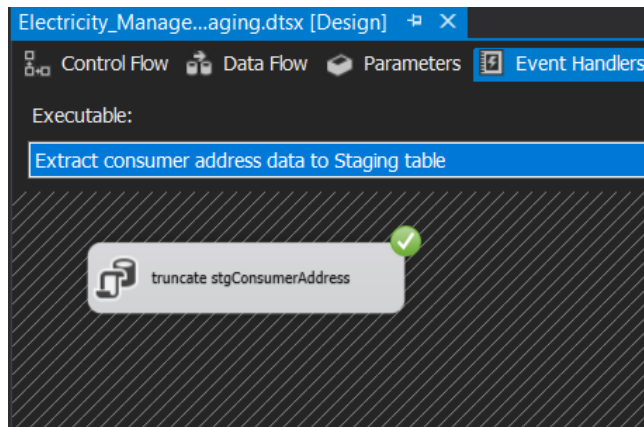 Electricity_Manage...aging.dtsx [Design]
Control Flow Data Flow Parameters Event Handlers
Executable:
Extract consumer address data to Staging table
truncate stgConsumerAddress